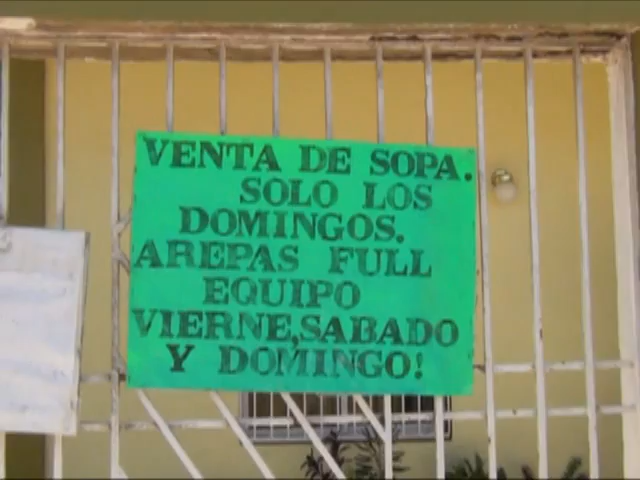 VENTA DE SOPA.
SOLO LOS
DOMINGOS.
AREPAS FULL
EQUIPO
VIERNE,SABADO
Y DOMINGO!